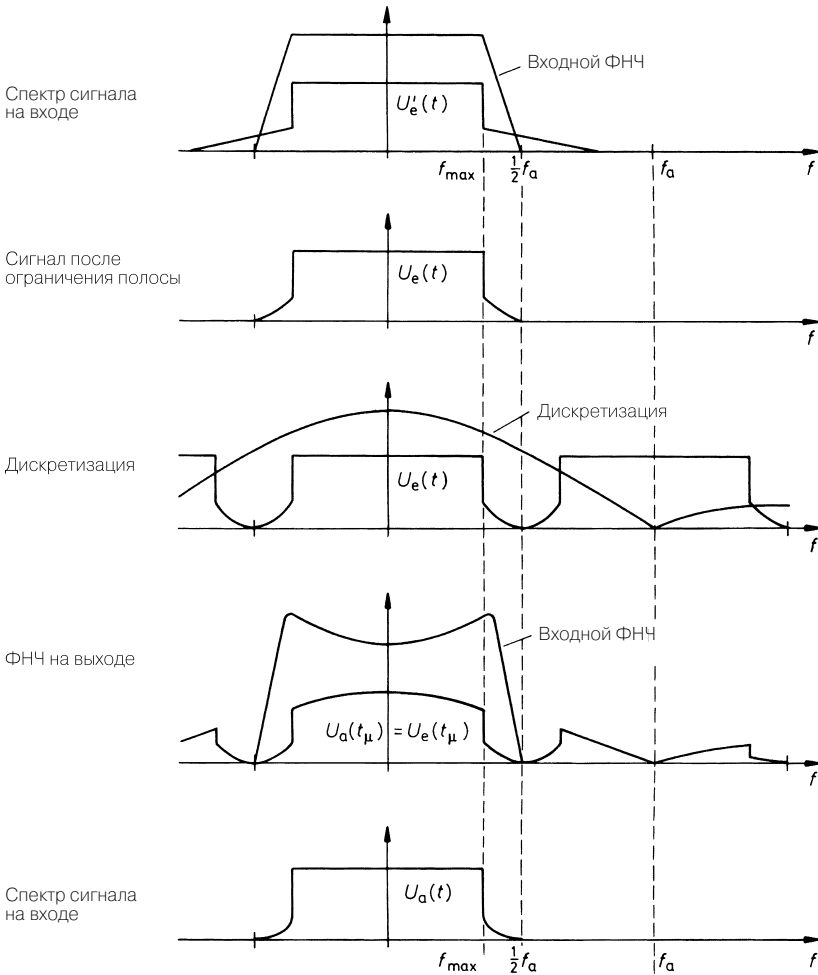 Входной ФНЧ
Спектр сигнала
на входе
U′e(t)
fmax
½fa
fa
f
Сигнал после
ограничения полосы
Ue(t)
f
Дискретизация
Дискретизация
Ue(t)
f
Входной ФНЧ
ФНЧ на выходе
Ua(tμ) = Ue(tμ)
f
Спектр сигнала
на входе
Ua(t)
fmax
½fa
fa
f